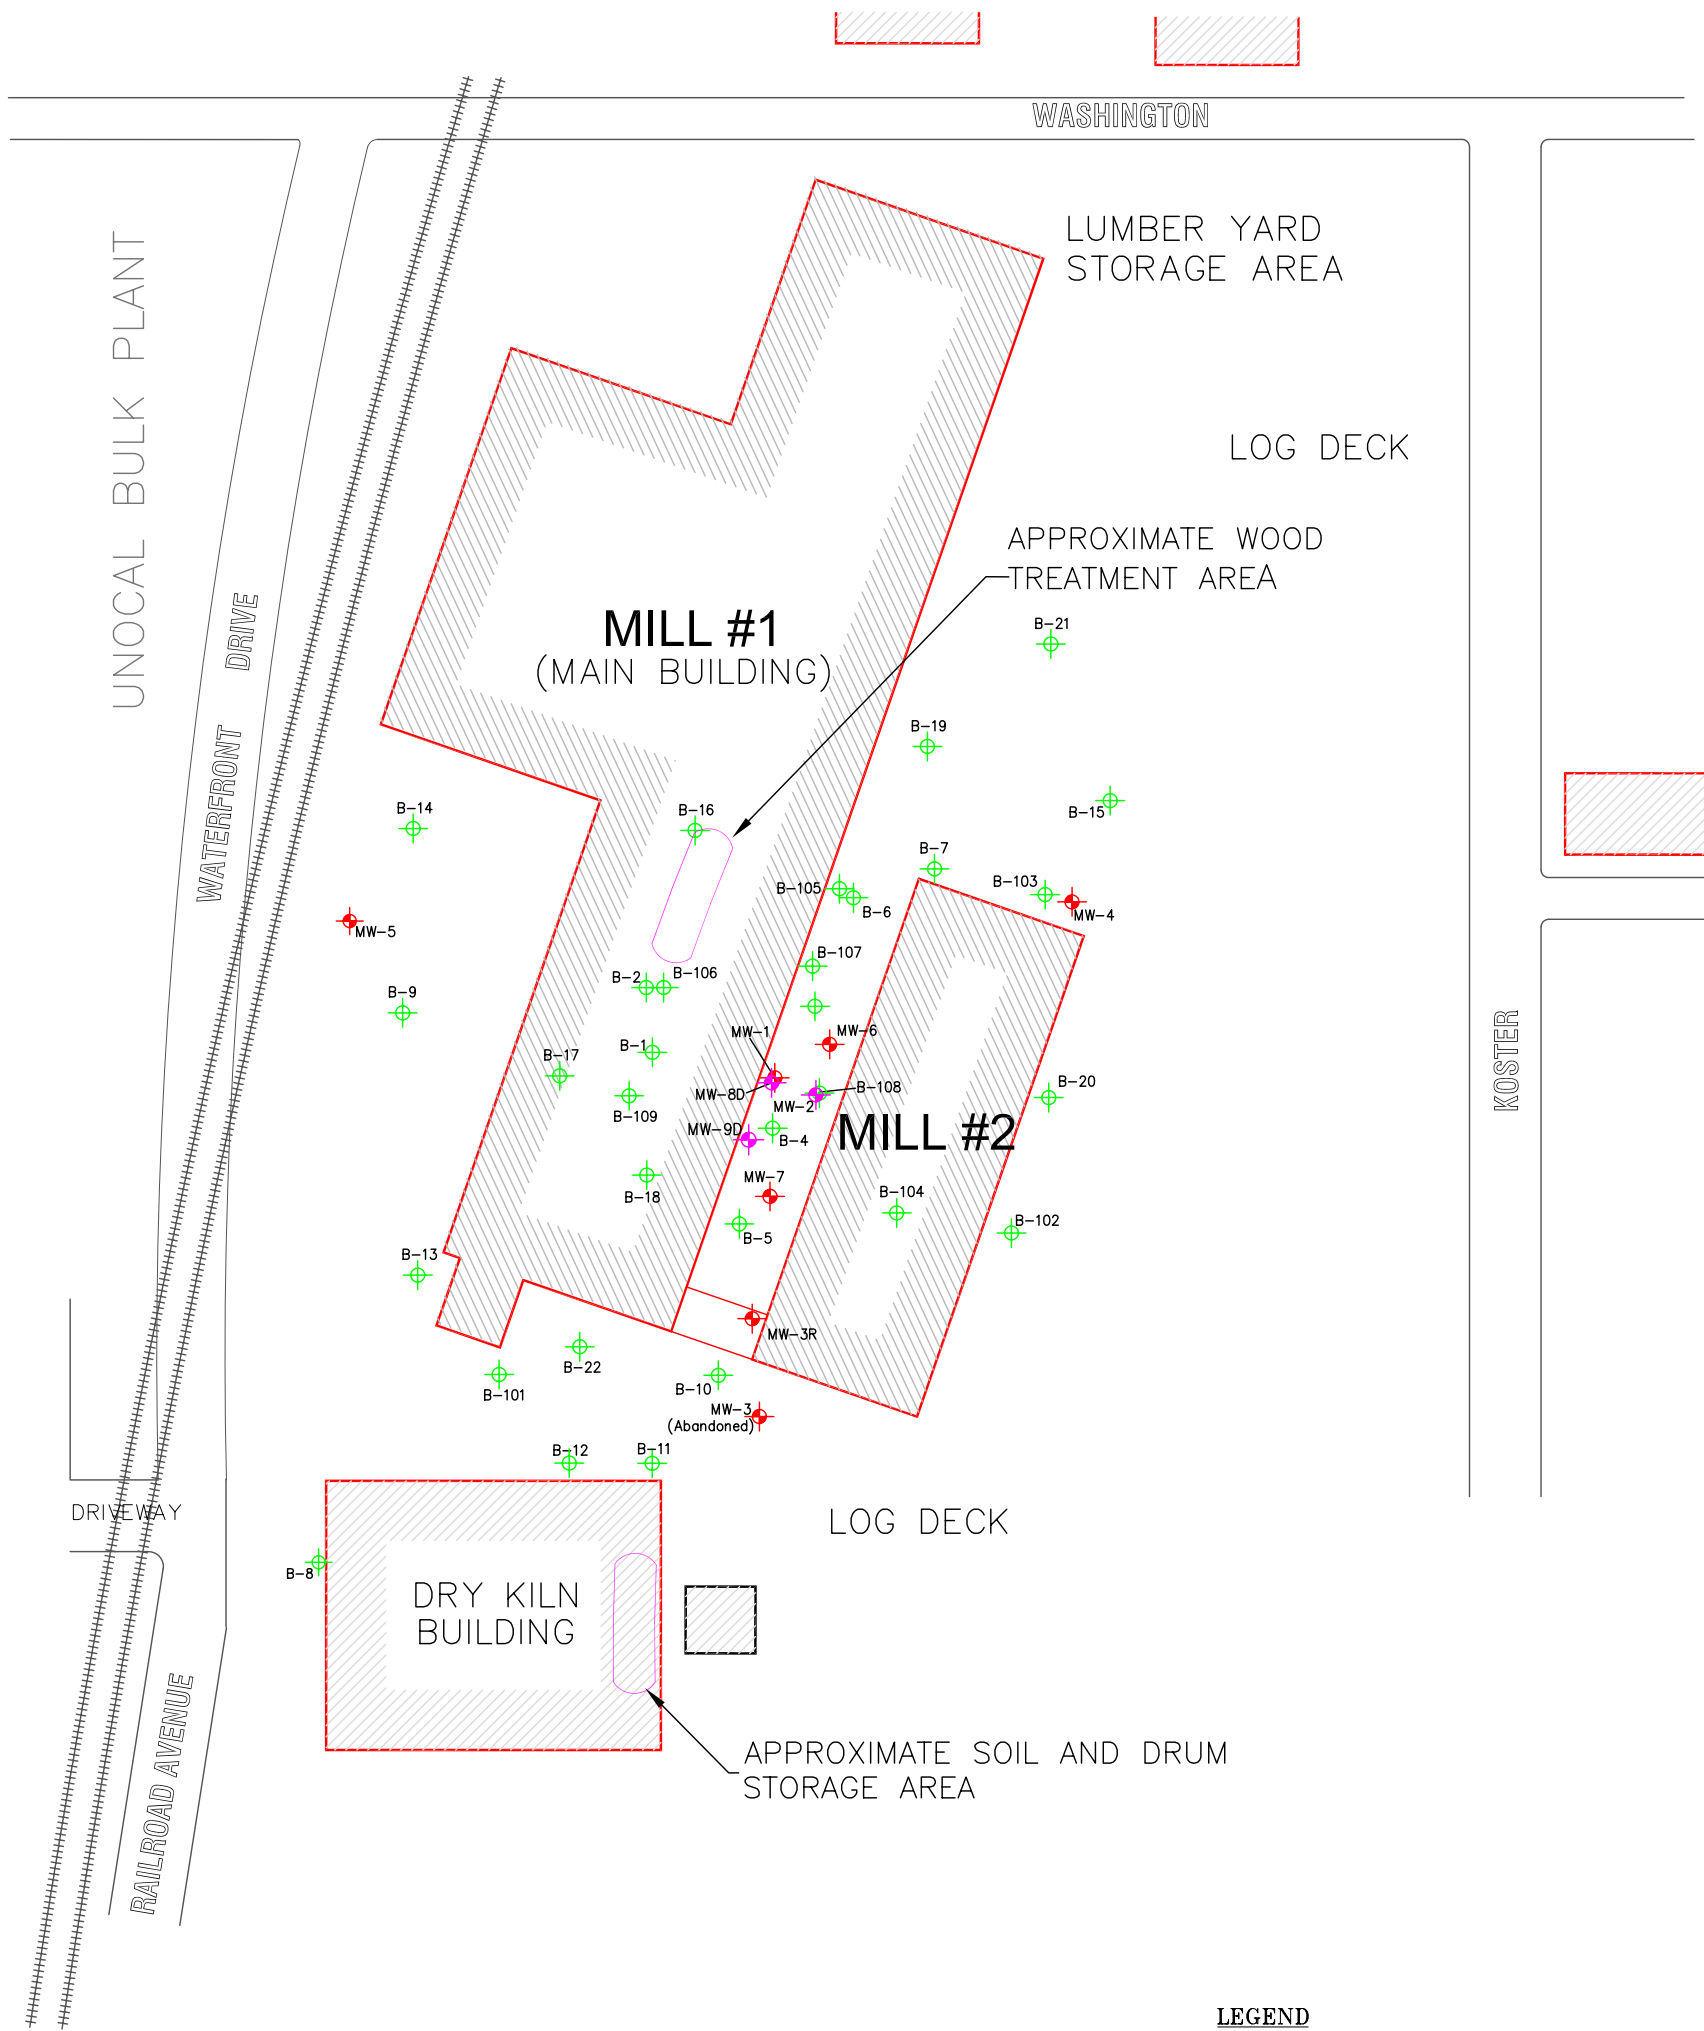 WASHINGTON
LUMBER YARD
STORAGE AREA
UNOCAL BULK PLANT
LOG DECK
APPROXIMATE WOOD
TREATMENT AREA
WATERFRONT DRIVE
MILL #1
(MAIN BUILDING)
B-21
B-19
B-15
B-14
B-16
B-7
B-105
B-6
B-103
MW-4
MW-5
B-107
B-2
B-106
B-9
MW-1
MW-6
B-1
B-17
MW-8D
B-108
B-20
MW-2
B-109
MW-9D
B-4
MILL #2
KOSTER
MW-7
B-18
B-104
B-5
B-102
B-13
MW-3R
B-22
B-101
B-10
MW-3
(Abandoned)
B-12
B-11
DRIVEWAY
LOG DECK
B-8
DRY KILN
BUILDING
RAILROAD AVENUE
APPROXIMATE SOIL AND DRUM
STORAGE AREA
LEGEND